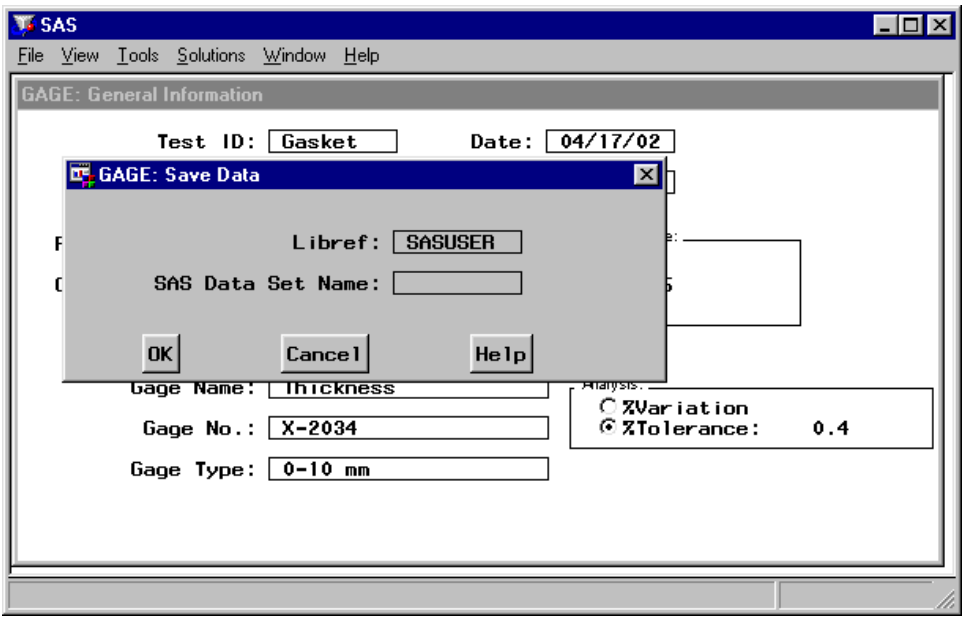 SAS
File View Tools Solutions Window Help
GAGE: General Information
Test ID: Gasket Date: 04/17/02
GAGE: Save Data
Libref: SASUSER
SAS Data Set Name:
OK Cancel Help
Gage Name: Thickness
Analysis:
%Variation
Gage No.: X-2034 %Tolerance: 0.4
Gage Type: 0-10 mm